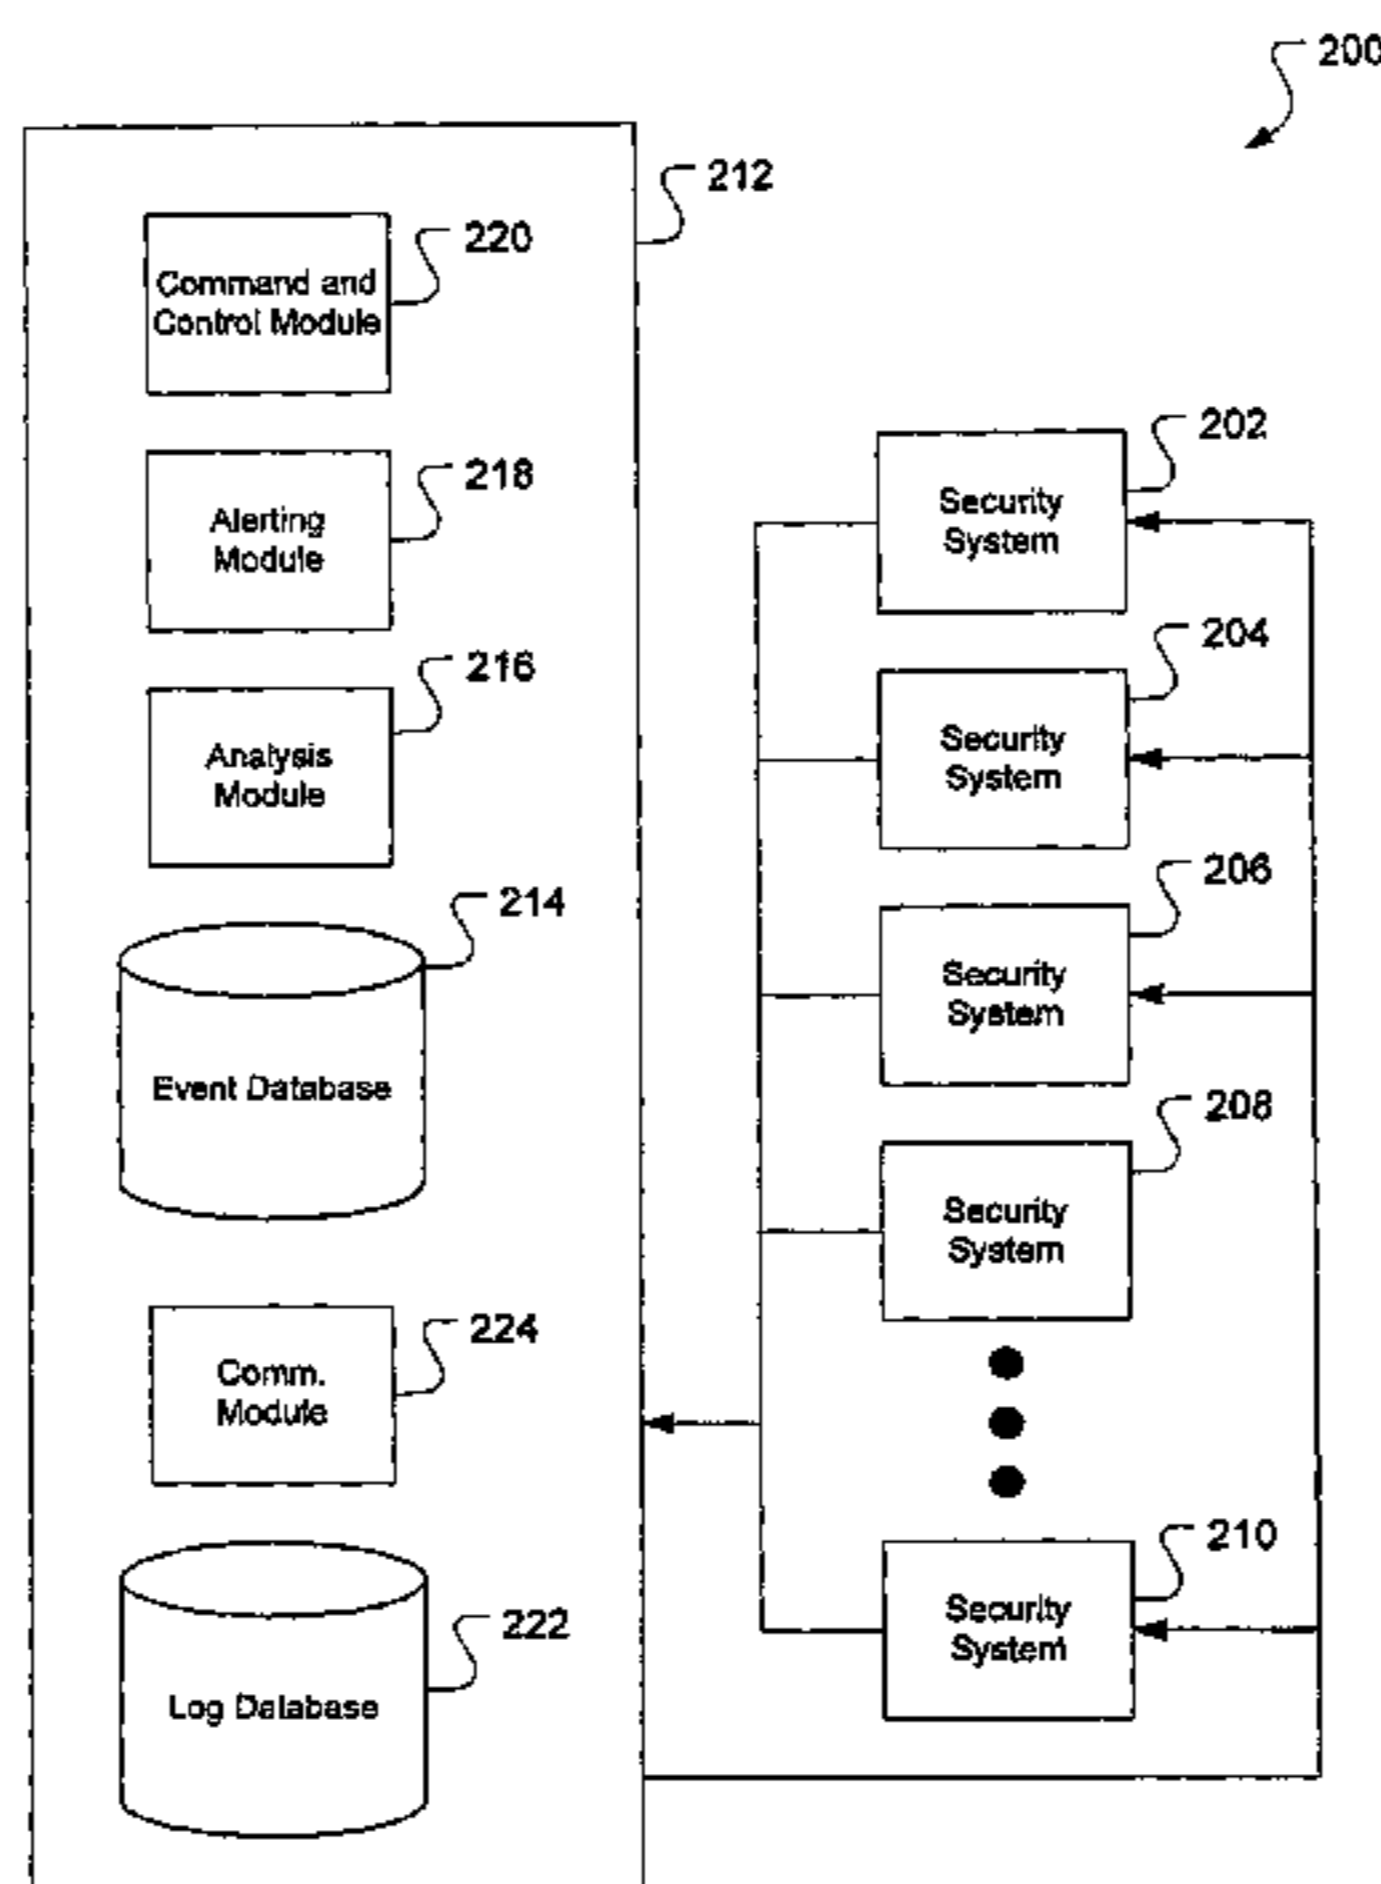 200
212
220
Command and
Control Module
218
Alerting
Module
216
Analysis
Module
214
Event Database
224
Comm.
Module
222
Log Database
202
Security
System
204
Security
System
206
Security
System
208
Security
System
210
Security
System